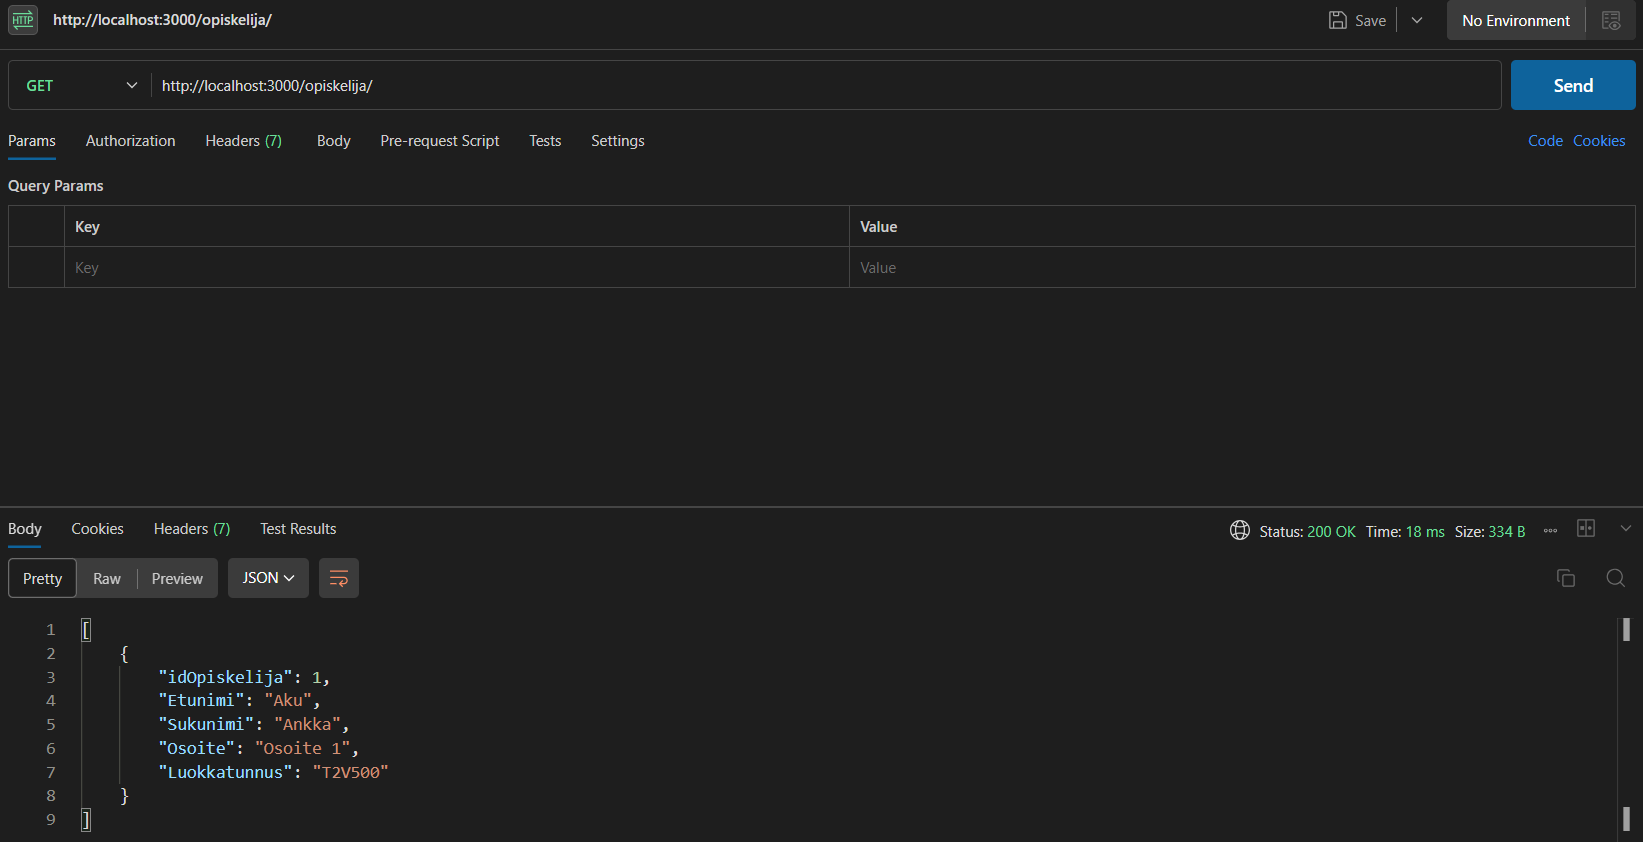 HTTP http://localhost:3000/opiskelija/ Save No Environment
GET http://localhost:3000/opiskelija/ Send
Params Authorization Headers (7) Body Pre-request Script Tests Settings Code Cookies
Query Params
Key Value
Key Value
Body Cookies Headers (7) Test Results Status: 200 OK Time: 18 ms Size: 334 B
Pretty Raw Preview JSON
1 [
2 {
3 "idOpiskelija": 1,
4 "Etunimi": "Aku",
5 "Sukunimi": "Ankka",
6 "Osoite": "Osoite 1",
7 "Luokkatunnus": "T2V500"
8 }
9 ]